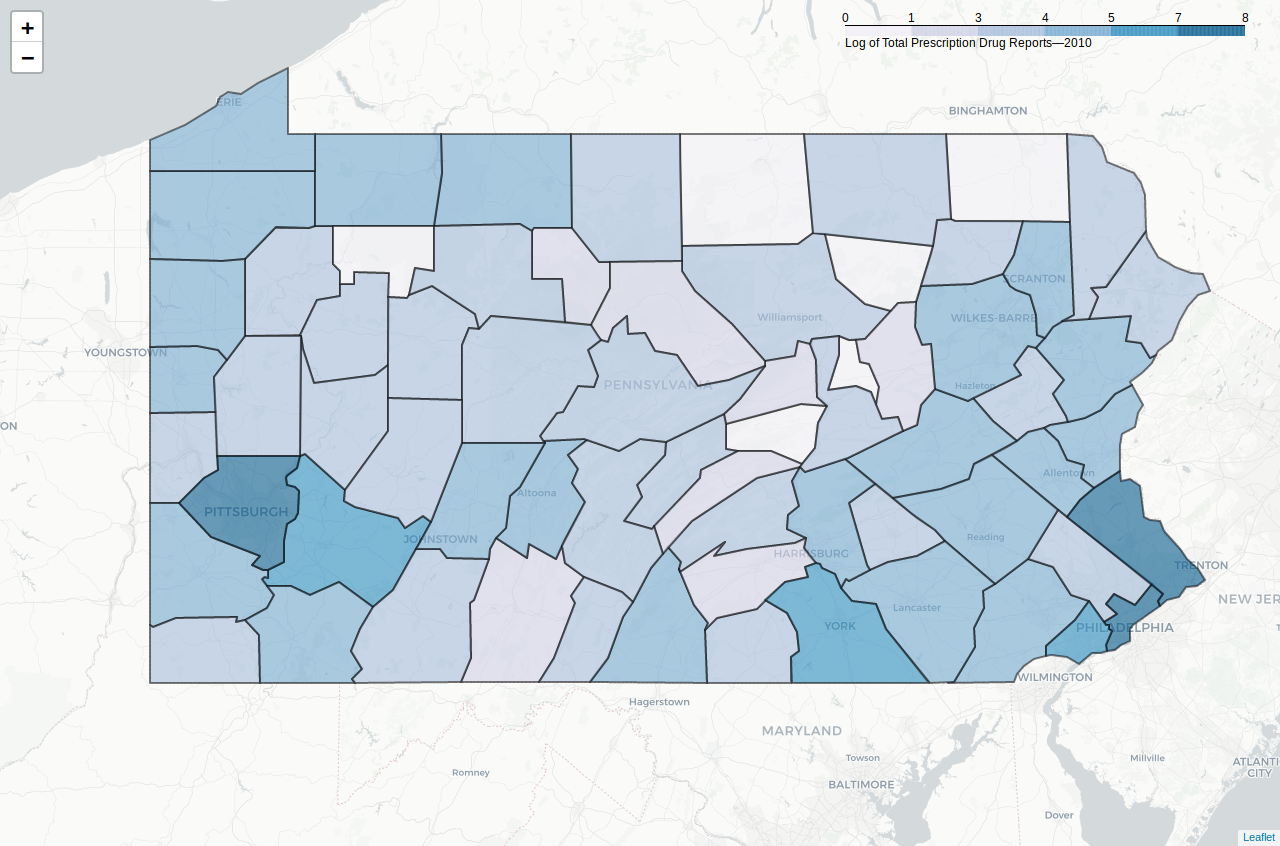 +
−
0 1 3 4 5 7 8
Log of Total Prescription Drug Reports—2010
ERIE
BINGHAMTON
SCRANTON
Williamsport
WILKES-BARRE
YOUNGSTOWN
PENNSYLVANIA
Hazleton
ON
Allentown
Altoona
PITTSBURGH
JOHNSTOWN
Reading
HARRISBURG
TRENTON
NEW JER
Lancaster
YORK
PHILADELPHIA
WILMINGTON
Hagerstown
MARYLAND
Towson
Millville
ATLANTI
CITY
Romney
BALTIMORE
Dover
Leaflet